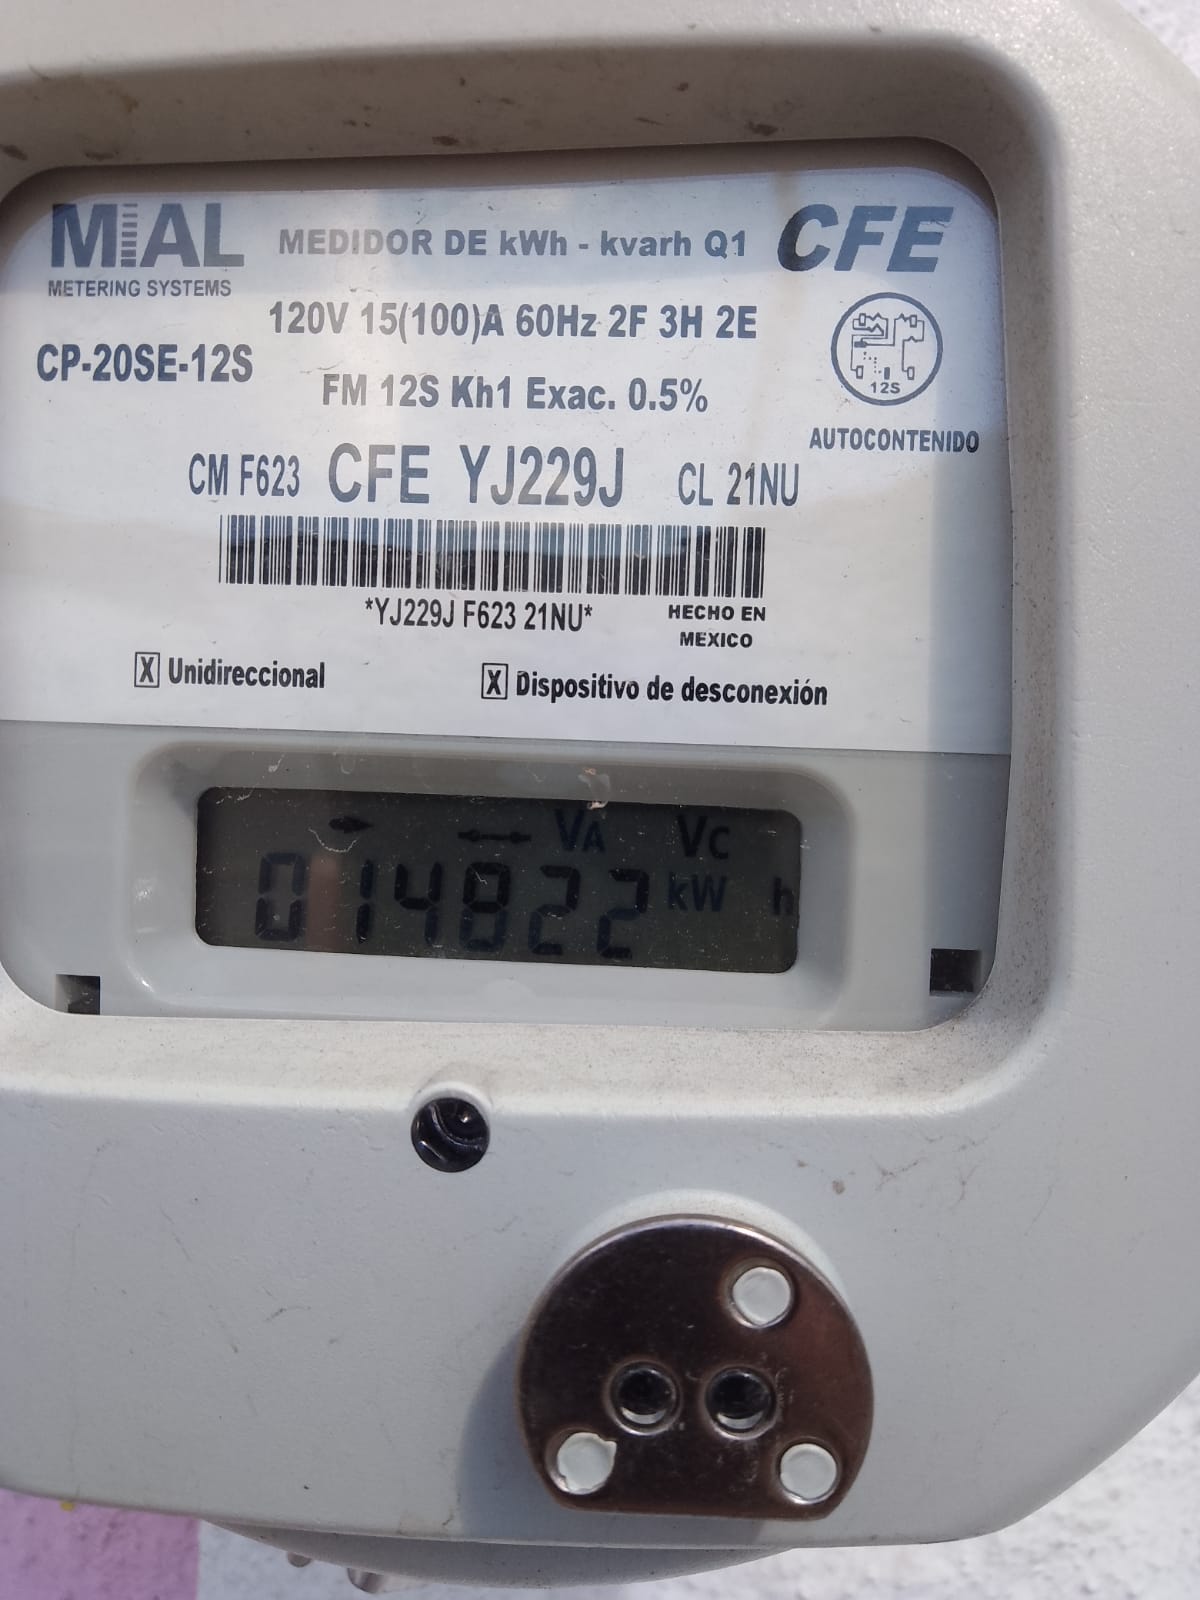 MIAL
METERING SYSTEMS
MEDIDOR DE kWh - kvarh Q1
CFE
120V 15(100)A 60Hz 2F 3H 2E
CP-20SE-12S
FM 12S Kh1 Exac. 0.5%
12S
AUTOCONTENIDO
CM F623 CFE YJ229J CL 21NU
*YJ229J F623 21NU*
HECHO EN
MEXICO
X Unidireccional
X Dispositivo de desconexión
VA VC
014822 kW h